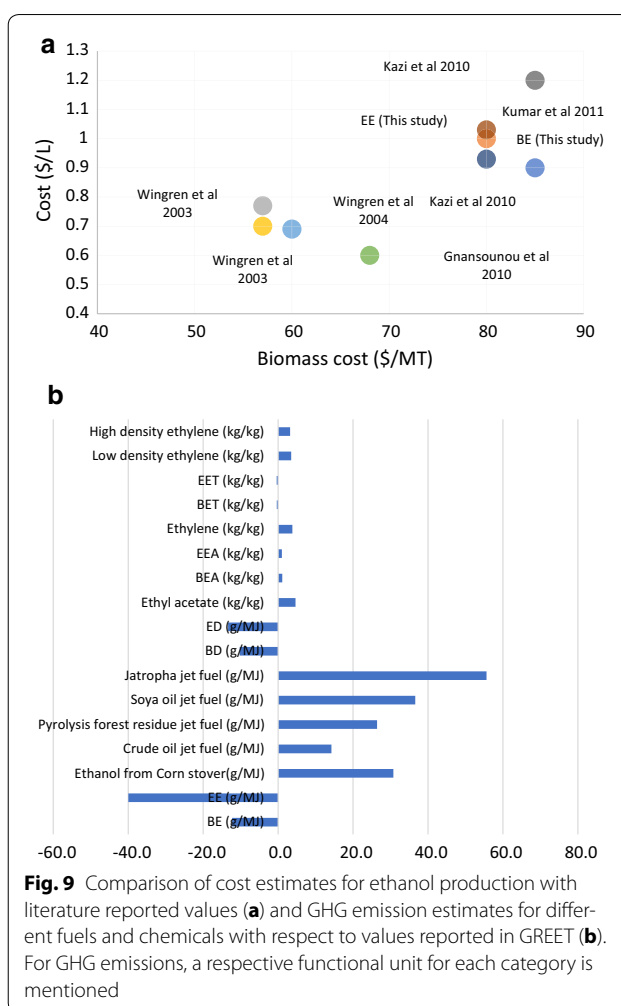 a
1.3
1.2
1.1
1
0.9
0.8
0.7
0.6
0.5
0.4
Cost ($/L)
Kazi et al 2010
Kumar et al 2011
EE (This study)
BE (This study)
Wingren et al
2003
Wingren et al
2004
Kazi et al 2010
Wingren et al
2003
Gnansounou et al
2010
40 50 60 70 80 90
Biomass cost ($/MT)
b
High density ethylene (kg/kg)
Low density ethylene (kg/kg)
EET (kg/kg)
BET (kg/kg)
Ethylene (kg/kg)
EEA (kg/kg)
BEA (kg/kg)
Ethyl acetate (kg/kg)
ED (g/MJ)
BD (g/MJ)
Jatropha jet fuel (g/MJ)
Soya oil jet fuel (g/MJ)
Pyrolysis forest residue jet fuel (g/MJ)
Crude oil jet fuel (g/MJ)
Ethanol from Corn stover(g/MJ)
EE (g/MJ)
BE (g/MJ)
-60.0 -40.0 -20.0 0.0 20.0 40.0 60.0 80.0
Fig. 9 Comparison of cost estimates for ethanol production with
literature reported values (a) and GHG emission estimates for differ-
ent fuels and chemicals with respect to values reported in GREET (b).
For GHG emissions, a respective functional unit for each category is
mentioned